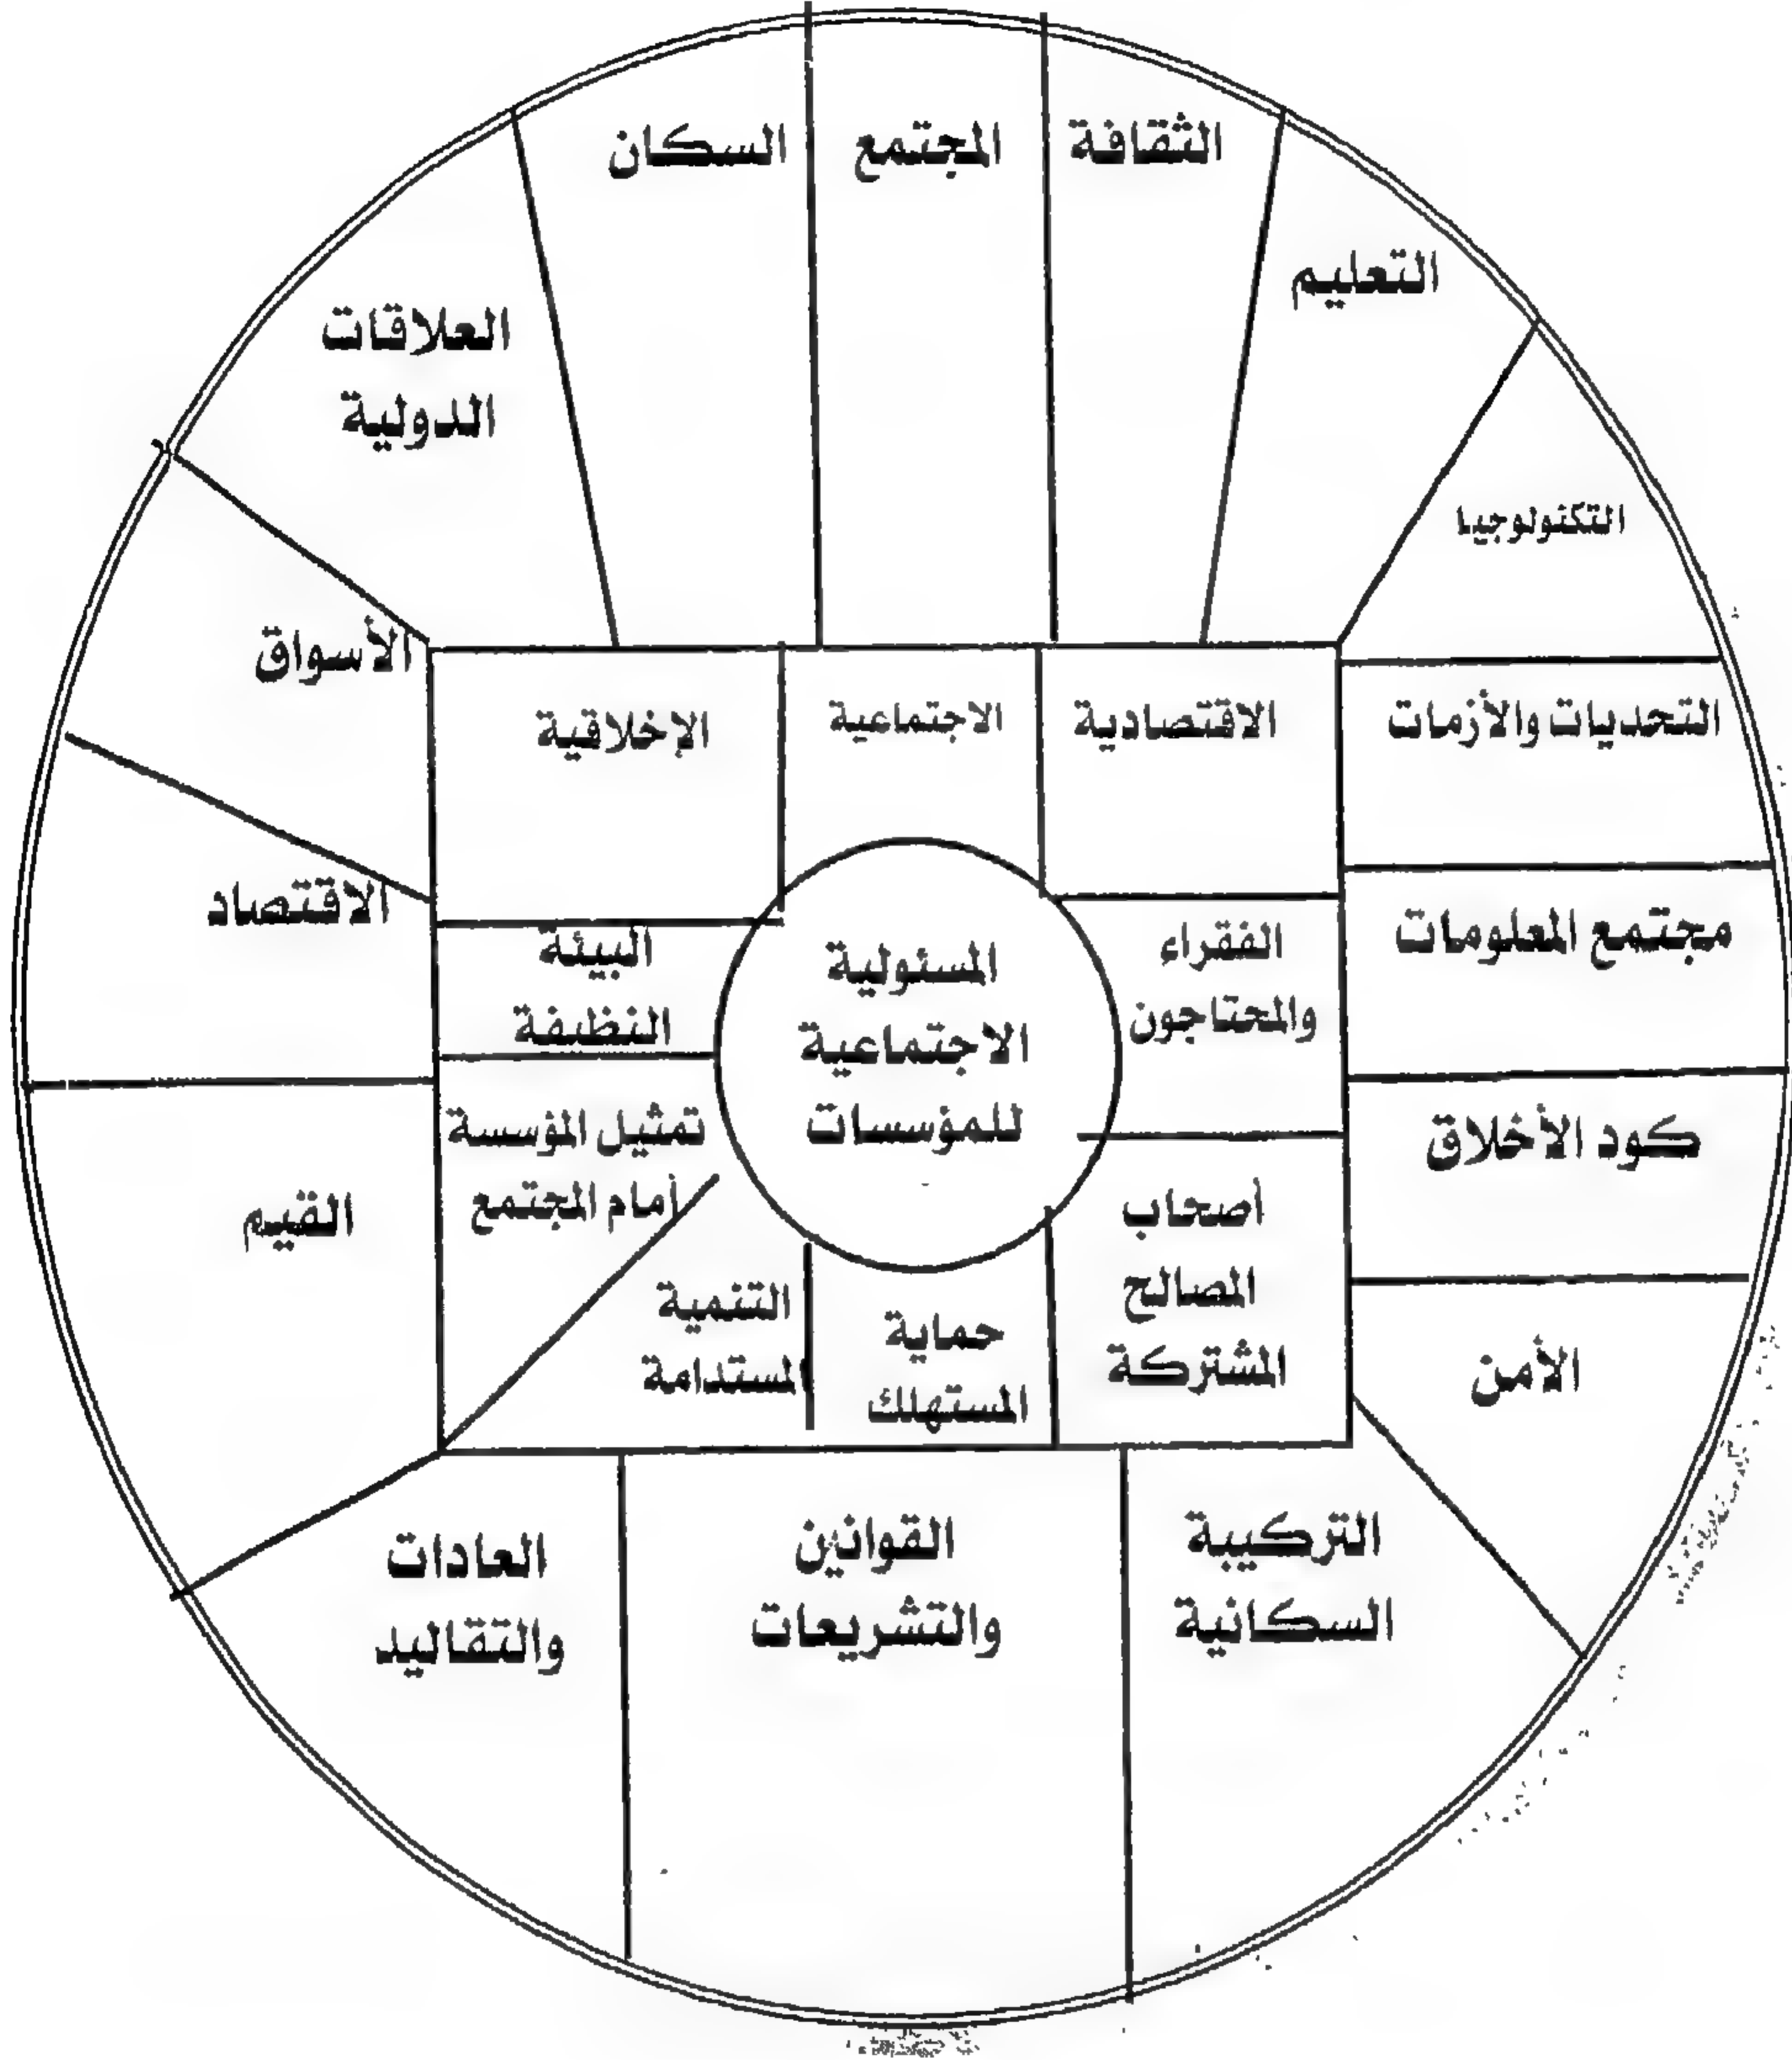 الثقافة
المجتمع
السكان
التعليم
العلاقات
الدولية
التكنولوجيا
الأسواق
التحديات والأزمات
الاقتصادية
الاجتماعية
الإخلاقية
الاقتصاد
مجتمع المعلومات
الفقراء
والمحتاجون
المسئولية
الاجتماعية
للمؤسسات
البيئة
النظيفة
كود الأخلاق
تمثيل المؤسسة
أمام المجتمع
القيم
أصحاب
المصالح
المشتركة
حماية
المستهلك
التنمية
المستدامة
الأمن
التركيبة
السكانية
القوانين
والتشريعات
العادات
والتقاليد